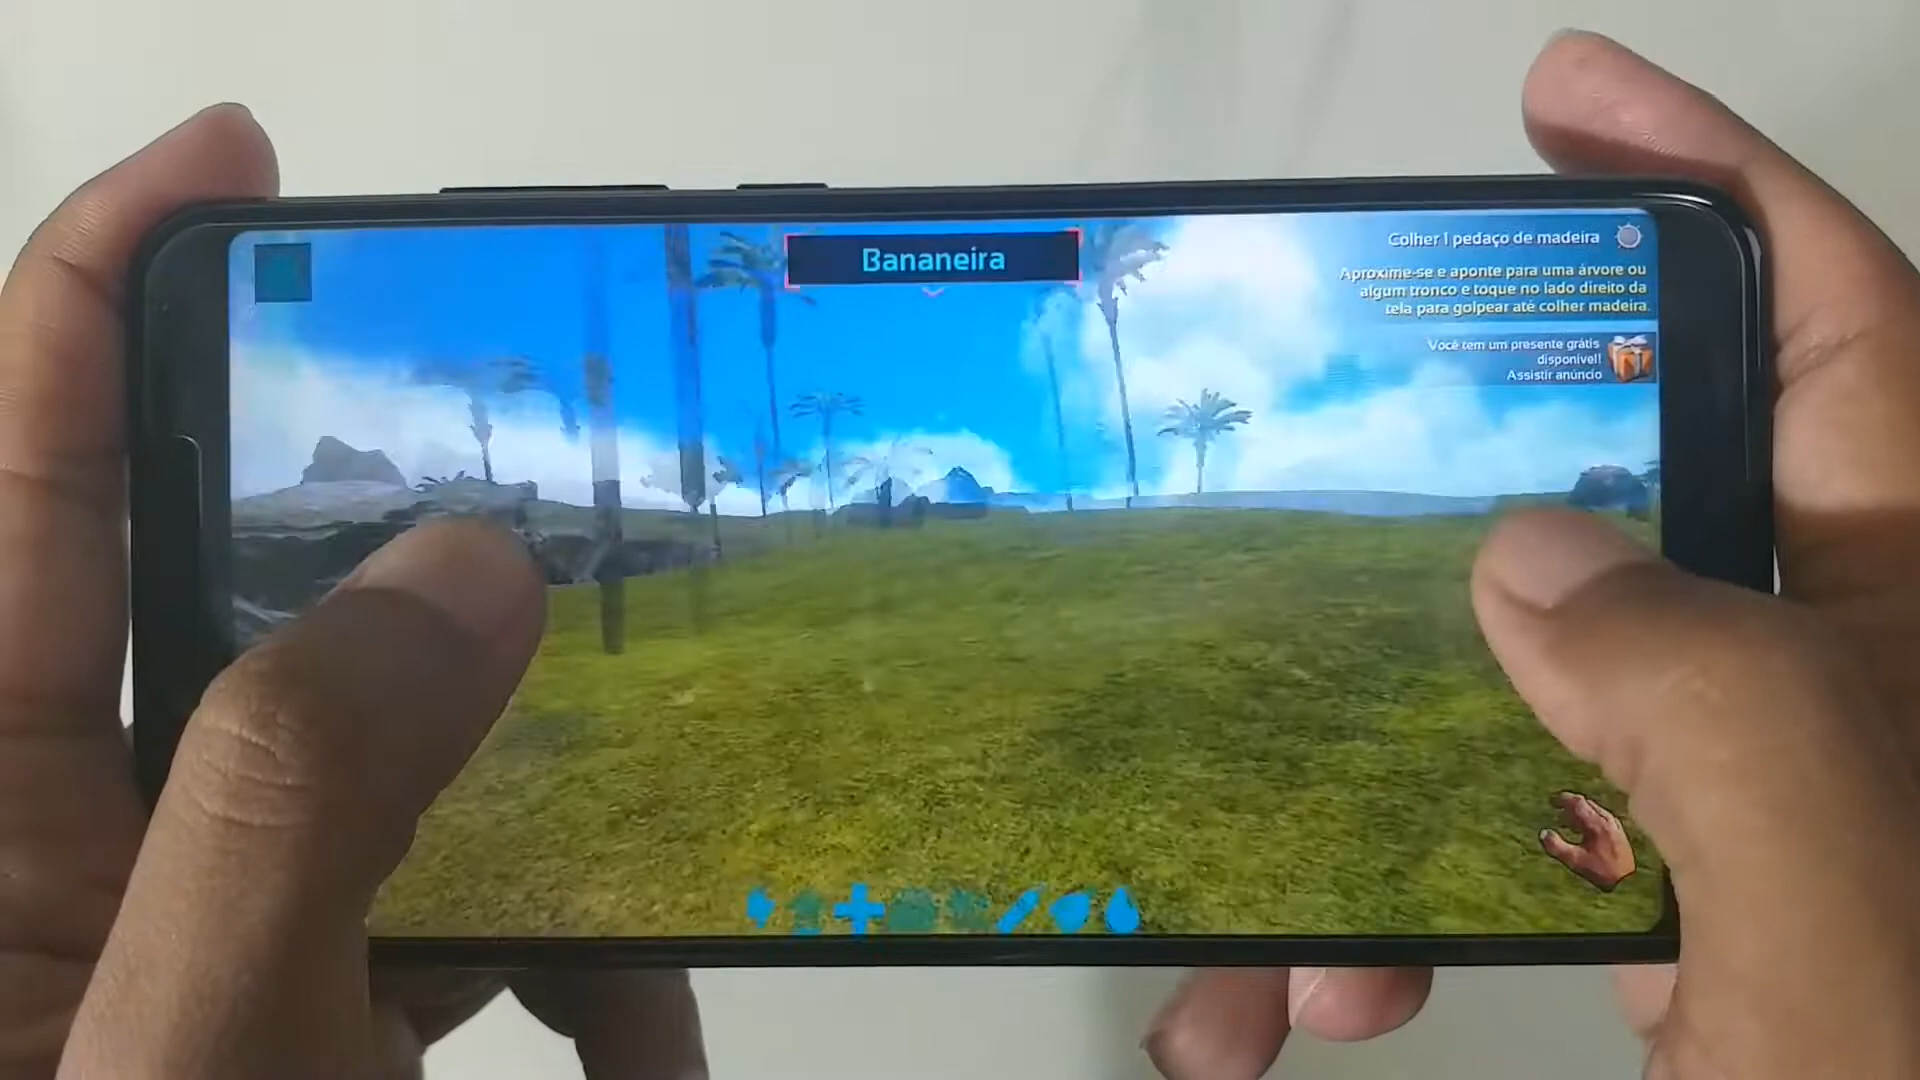 Bananeira
Colher 1 pedaço de madeira
Aproxime-se e aponte para uma árvore ou
algum tronco e toque no lado direito da
tela para golpear até colher madeira.
Você tem um presente grátis
disponível!
Assistir anúncio